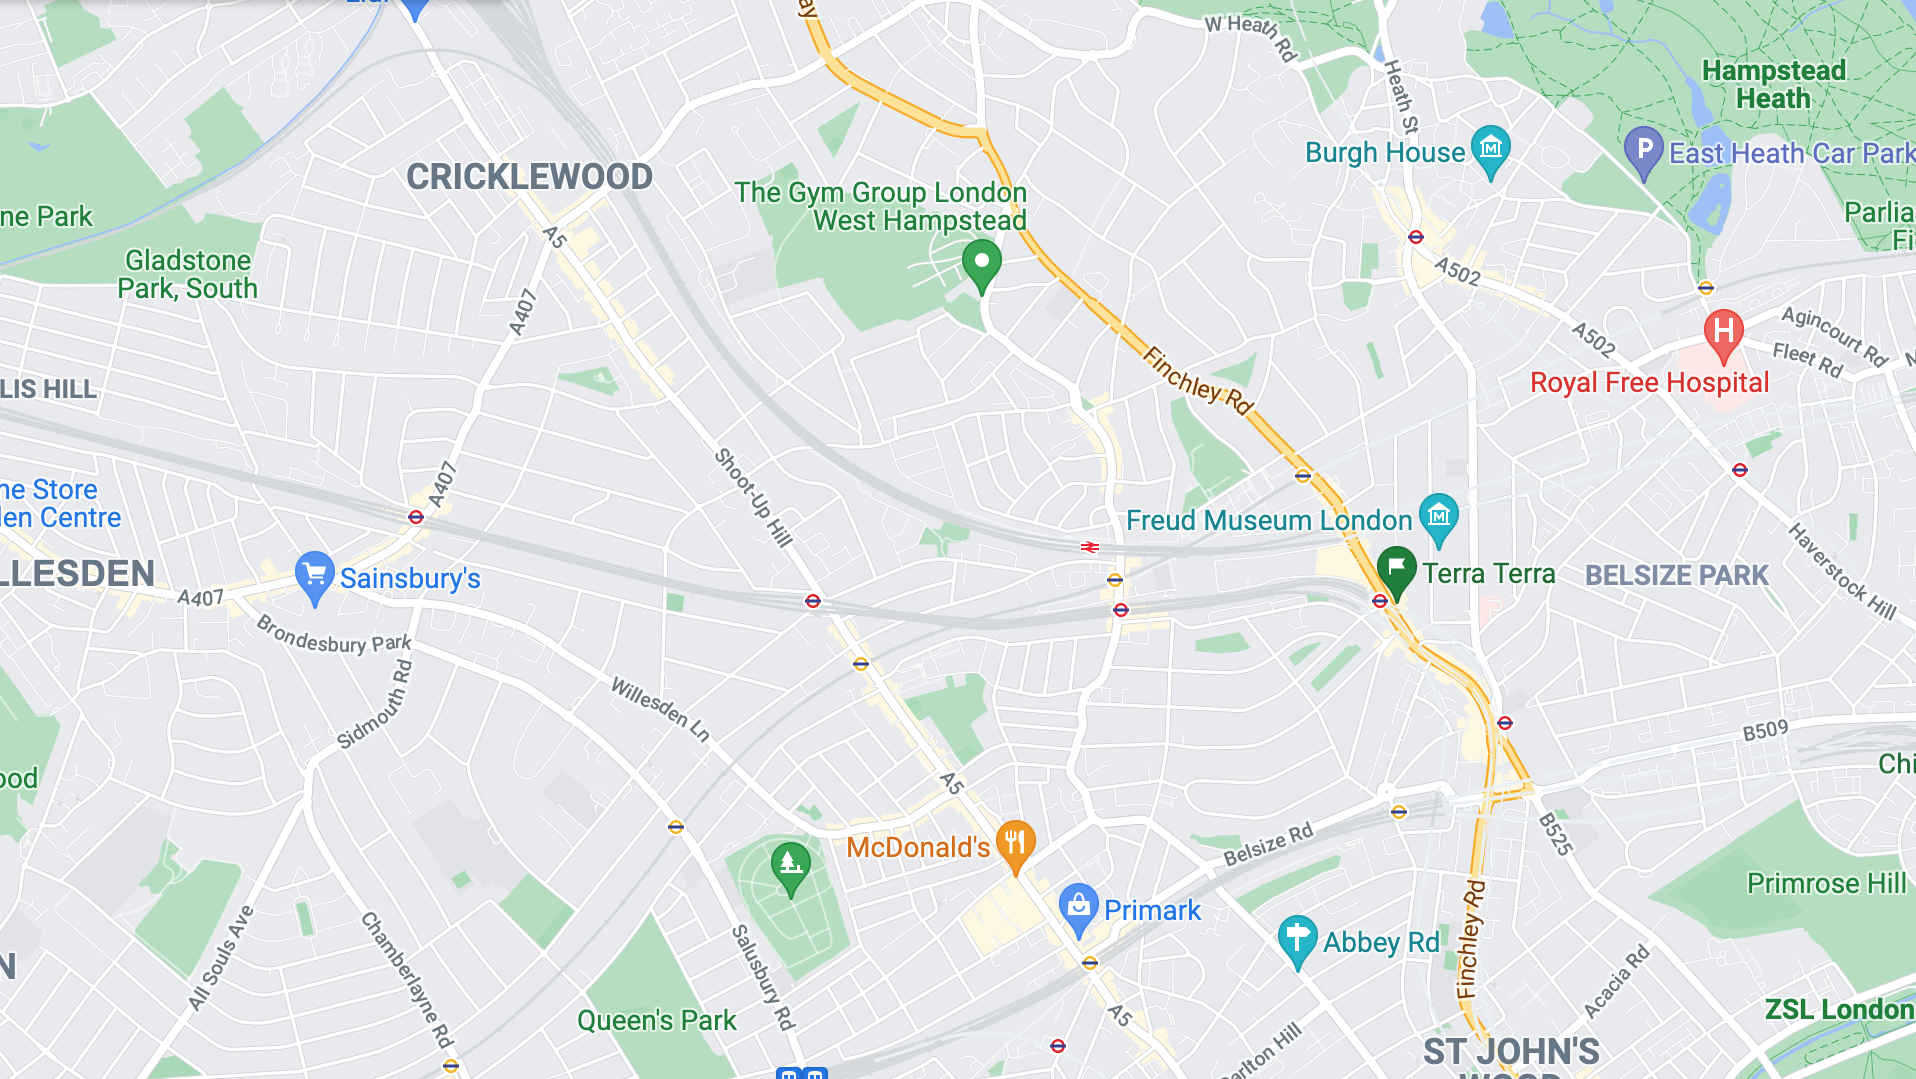 ay
W Heath Rd
Heath St
Hampstead
Heath
Burgh House
East Heath Car Park
CRICKLEWOOD
The Gym Group London
West Hampstead
ne Park
Parlia
Fi
A5
Gladstone
Park, South
A407
A502
A502
Agincourt Rd
Fleet Rd
N
Royal Free Hospital
Finchley Rd
LIS HILL
A407
Shoot-Up Hill
ne Store
len Centre
Freud Museum London
Haverstock Hill
LLESDEN
Sainsbury's
Terra Terra
BELSIZE PARK
A407
Brondesbury Park
Sidmouth Rd
Willesden Ln
B509
ood
A5
Chi
Belsize Rd
B525
McDonald's
Primrose Hill
Primark
Abbey Rd
Finchley Rd
All Souls Ave
Chamberlayne Rd
Salusbury Rd
Acacia Rd
N
Queen's Park
A5
ZSL London
arlton Hill
ST JOHN'S
WOOD